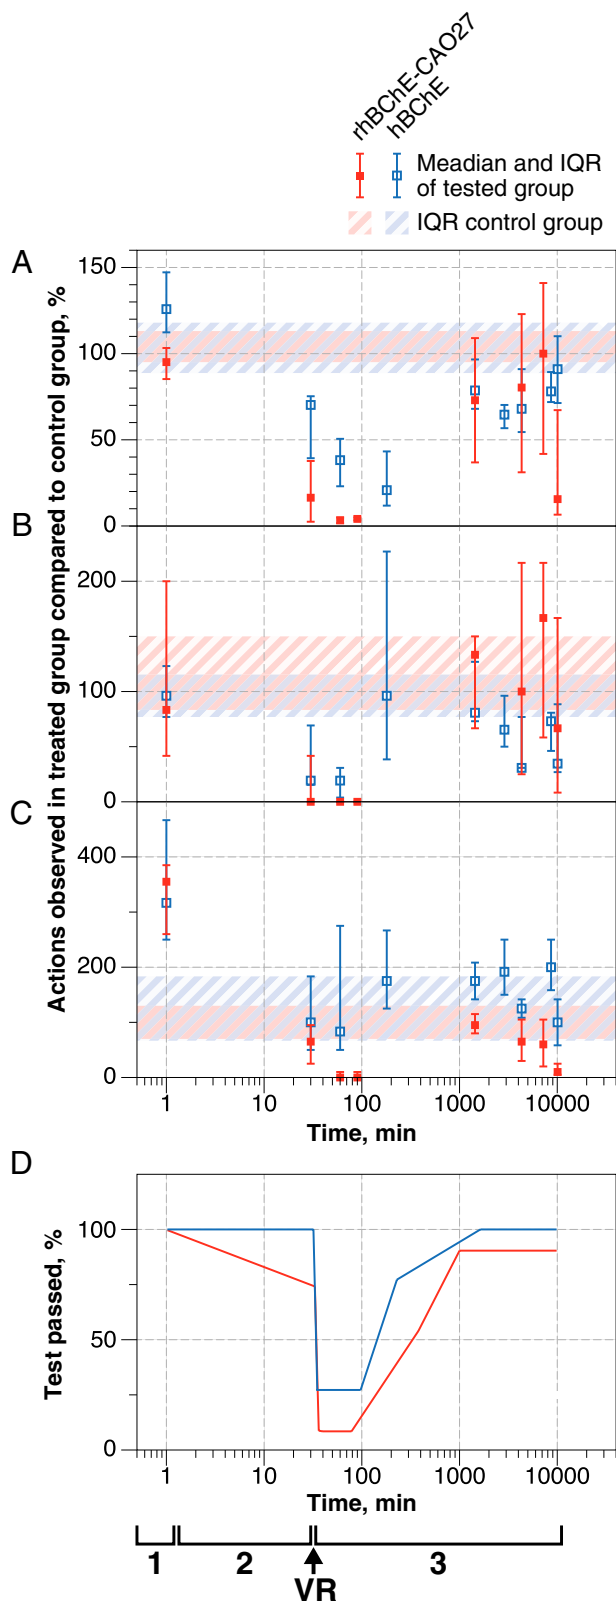 rhBChE-CAO27
hBChE
Meadian and IQR
of tested group
IQR control group
Actions observed in treated group compared to control group, %
A
150
100
50
0
B
200
100
0
C
400
200
0
1 10 100 1000 10000
Time, min
D
Test passed, %
100
50
0
1 10 100 1000 10000
Time, min
1 2 3
VR